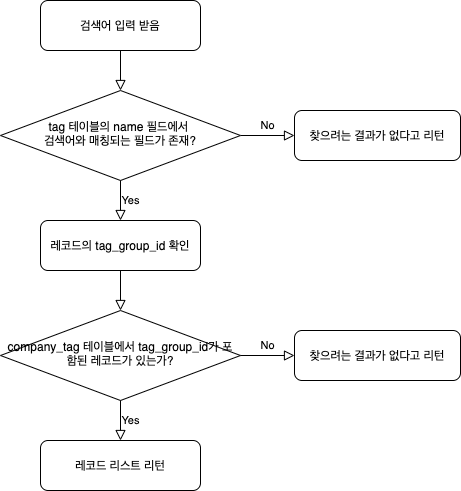 검색어 입력 받음
tag 테이블의 name 필드에서
검색어와 매칭되는 필드가 존재?
No
찾으려는 결과가 없다고 리턴
Yes
레코드의 tag_group_id 확인
company_tag 테이블에서 tag_group_id가 포
함된 레코드가 있는가?
No
찾으려는 결과가 없다고 리턴
Yes
레코드 리스트 리턴